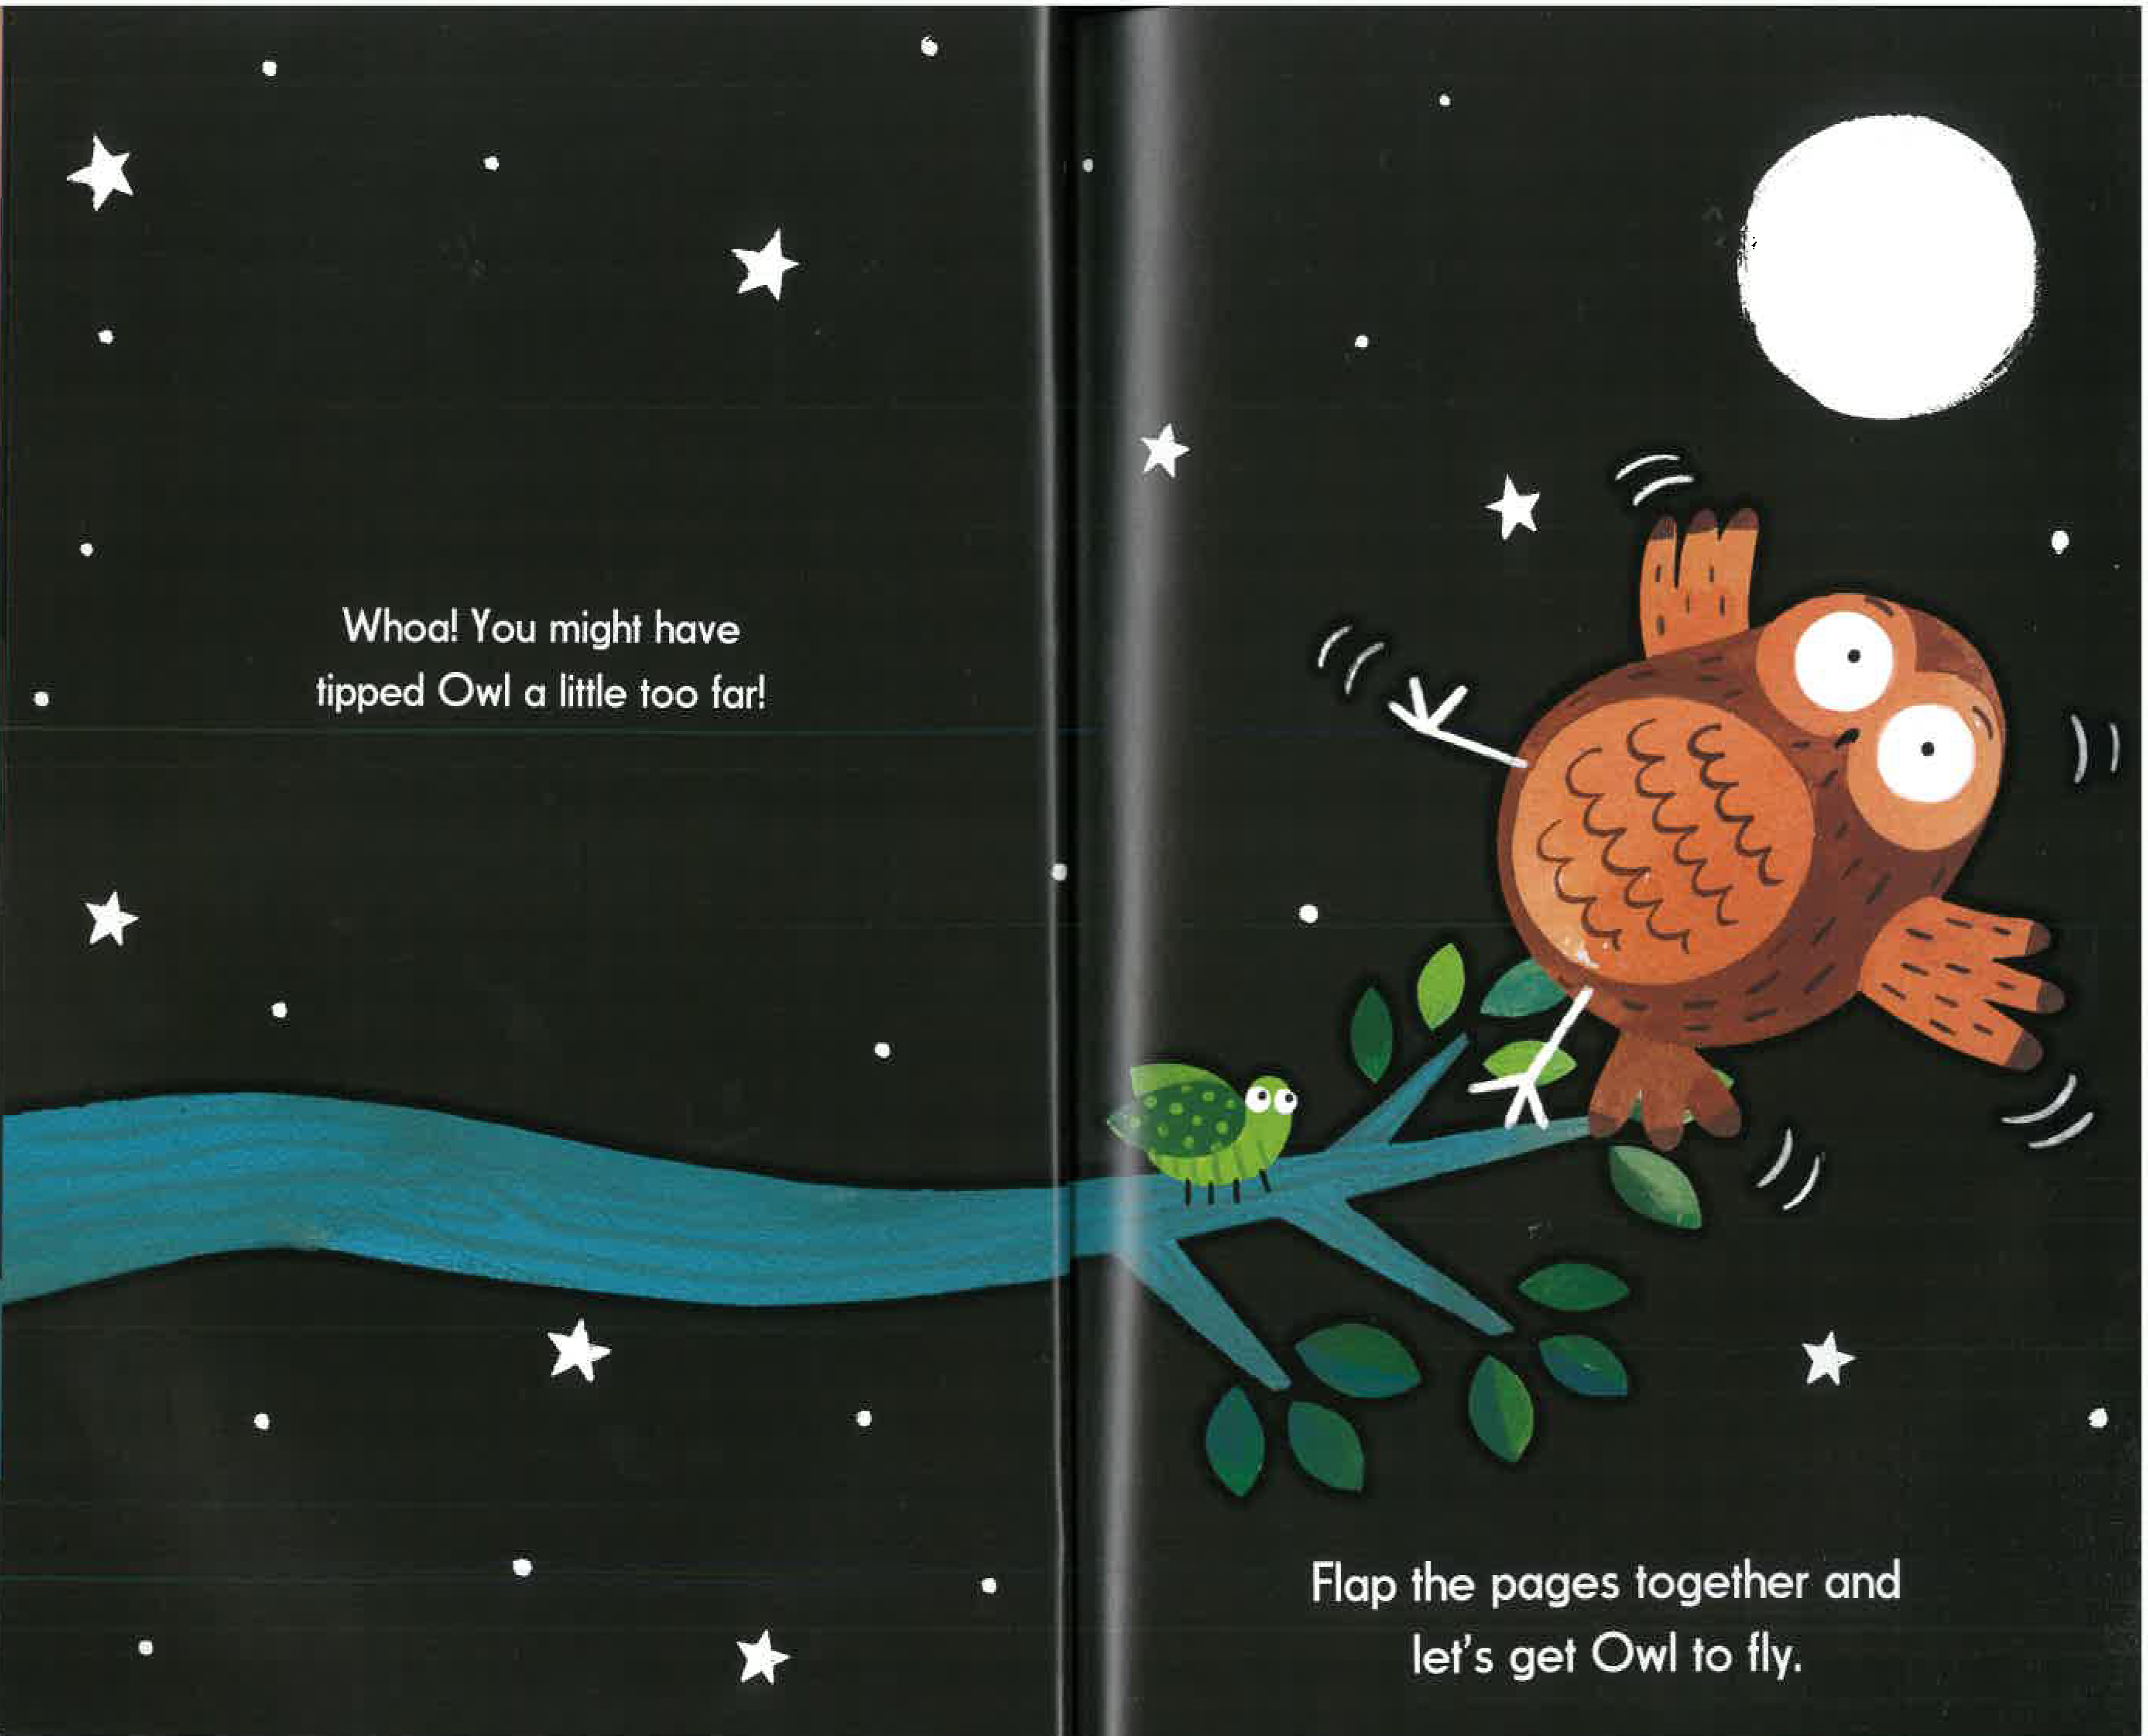 Whoa! You might have
tipped Owl a little too far!
Flap the pages together and
let's get Owl to fly.